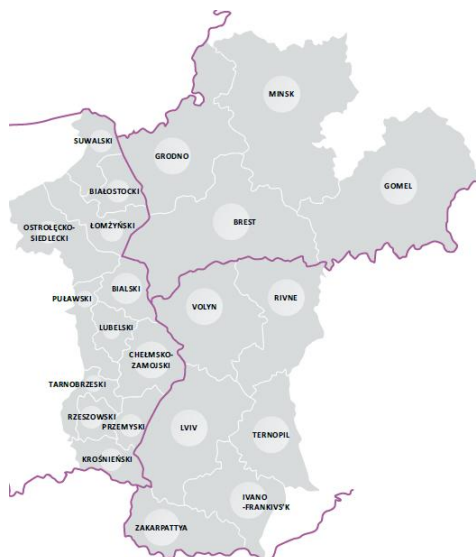 MINSK
SUWALSKI
GRODNO
BIAŁOSTOCKI
GOMEL
OSTROŁĘCKO-
SIEDLECKI
ŁOMŻYŃSKI
BREST
BIALSKI
PUŁAWSKI
VOLYN
RIVNE
LUBELSKI
CHEŁMSKO-
ZAMOJSKI
TARNOBRZESKI
RZESZOWSKI
PRZEMYSKI
LVIV
TERNOPIL
KROŚNIEŃSKI
IVANO
-FRANKIVS'K
ZAKARPATTYA